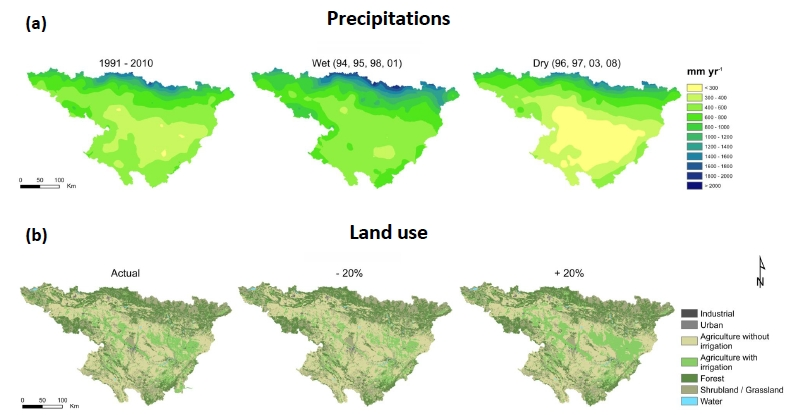 (a)
Precipitations
1991 - 2010
Wet (94, 95, 98, 01)
Dry (96, 97, 03, 08)
mm yr⁻¹
< 300
300 - 400
400 - 600
600 - 800
800 - 1000
1000 - 1200
1200 - 1400
1400 - 1600
1600 - 1800
1800 - 2000
> 2000
0 50 100
Km
(b)
Land use
Actual
- 20%
+ 20%
N
Industrial
Urban
Agriculture without
irrigation
Agriculture with
irrigation
Forest
Shrubland / Grassland
Water
0 50 100
Km